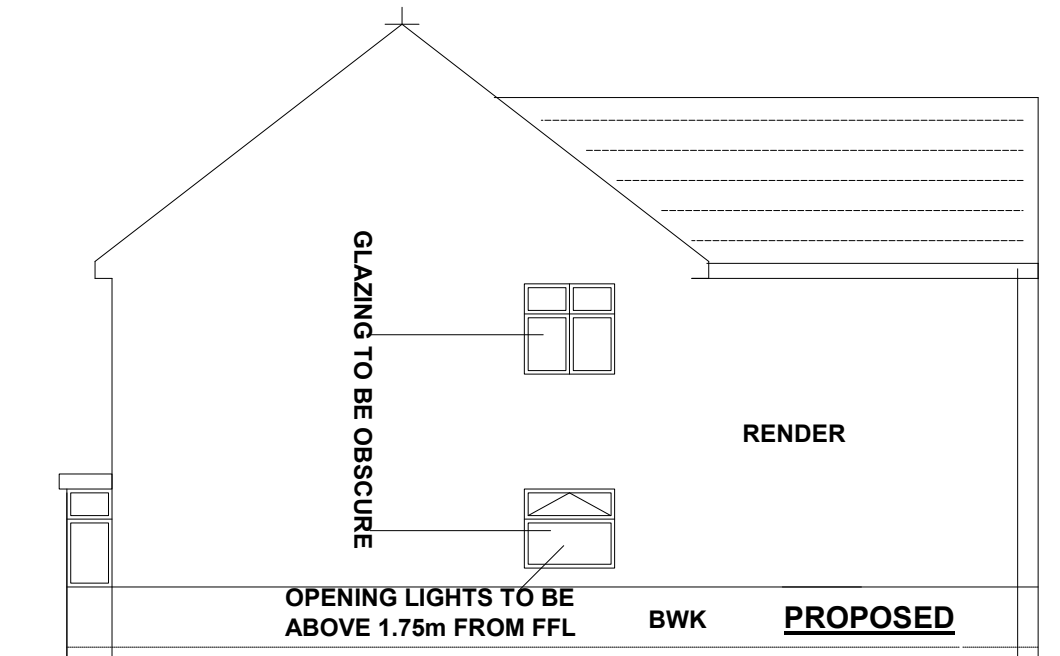 GLAZING TO BE OBSCURE
RENDER
OPENING LIGHTS TO BE
ABOVE 1.75m FROM FFL
BWK
PROPOSED